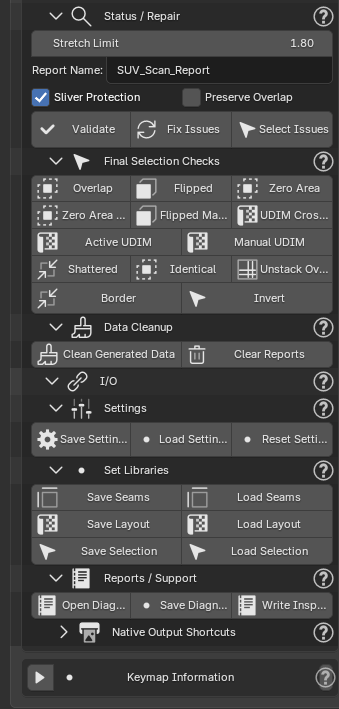 Status / Repair ?
Stretch Limit 1.80
Report Name: SUV_Scan_Report
Sliver Protection Preserve Overlap
Validate Fix Issues Select Issues
Final Selection Checks ?
Overlap Flipped Zero Area
Zero Area ... Flipped Ma... UDIM Cros...
Active UDIM Manual UDIM
Shattered Identical Unstack Ov...
Border Invert
Data Cleanup ?
Clean Generated Data Clear Reports
I/O ?
Settings ?
Save Settin... Load Settin... Reset Setti...
Set Libraries ?
Save Seams Load Seams
Save Layout Load Layout
Save Selection Load Selection
Reports / Support ?
Open Diag... Save Diagn... Write Insp...
Native Output Shortcuts ?
Keymap Information ?